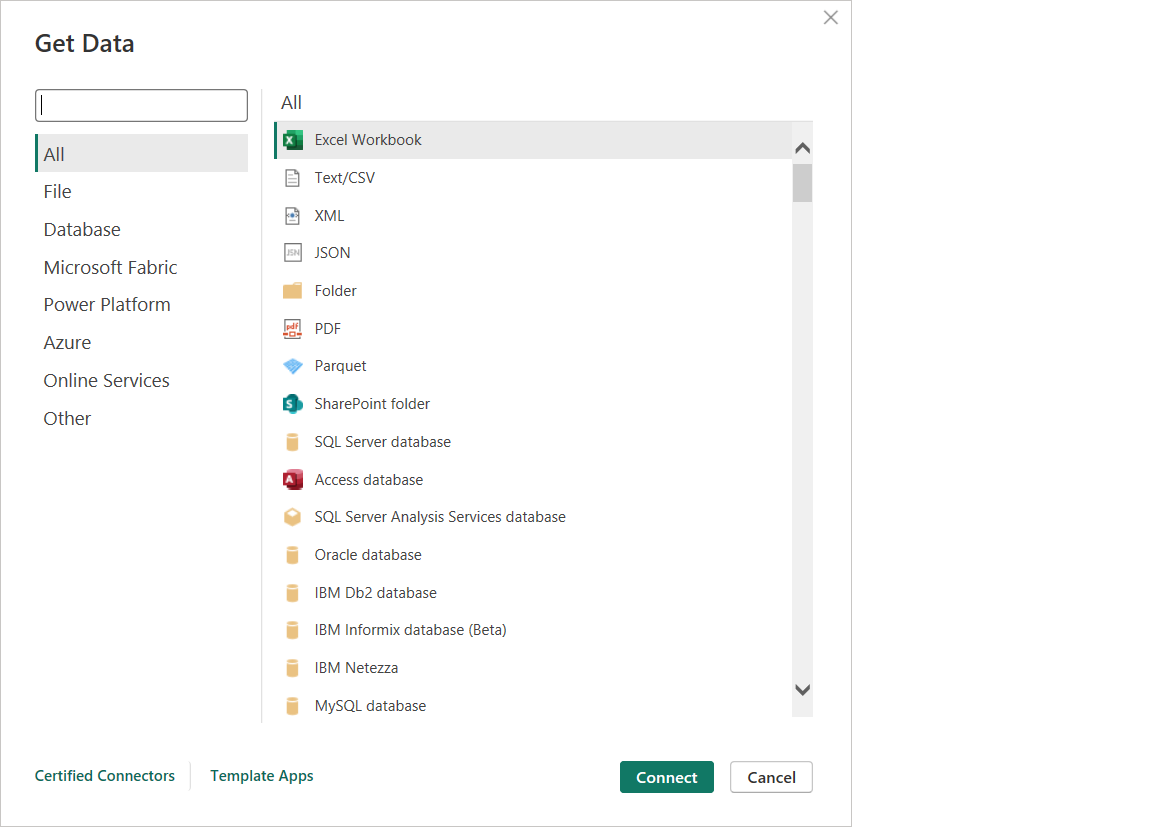 Get Data
All
File
Database
Microsoft Fabric
Power Platform
Azure
Online Services
Other
All
Excel Workbook
Text/CSV
XML
JSON
Folder
PDF
Parquet
SharePoint folder
SQL Server database
Access database
SQL Server Analysis Services database
Oracle database
IBM Db2 database
IBM Informix database (Beta)
IBM Netezza
MySQL database
Certified Connectors
Template Apps
Connect
Cancel